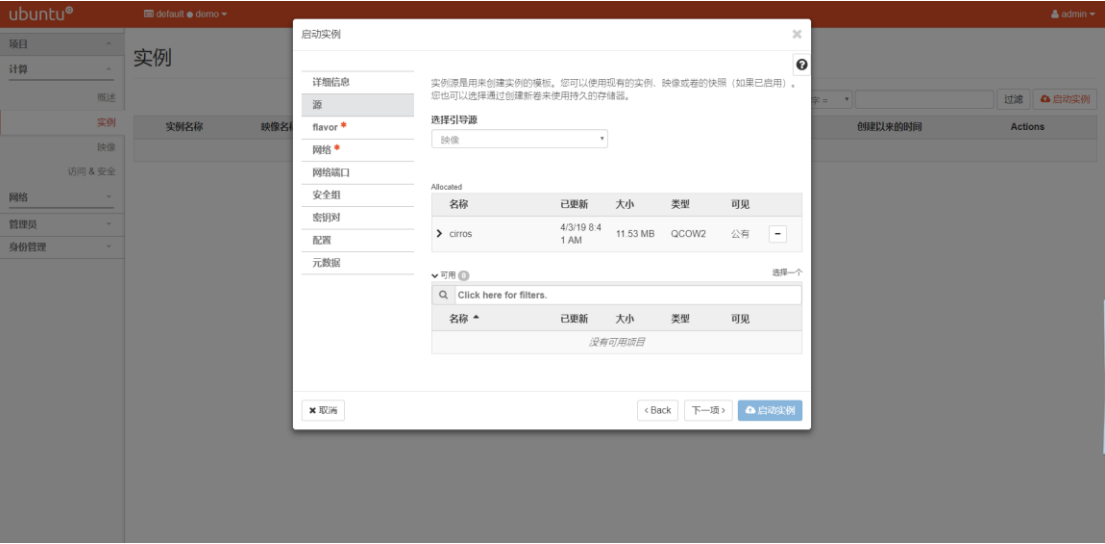 ubuntu®
default ● demo
admin
项目
计算
概述
实例
映像
访问 & 安全
网络
管理员
身份管理
实例
字 =
过滤
启动实例
实例名称
映像名称
创建以来的时间
Actions
启动实例
×
详细信息
源
flavor *
网络 *
网络端口
安全组
密钥对
配置
元数据
实例源是用来创建实例的模板。您可以使用现有的实例、映像或卷的快照（如果已启用）。
您也可以选择通过创建新卷来使用持久的存储器。
选择引导源
映像
Allocated
名称 已更新 大小 类型 可见
cirros 4/3/19 8:4
1 AM 11.53 MB QCOW2 公有
可用 0 选择一个
Click here for filters.
名称 已更新 大小 类型 可见
没有可用项目
取消
‹ Back
下一项 ›
启动实例